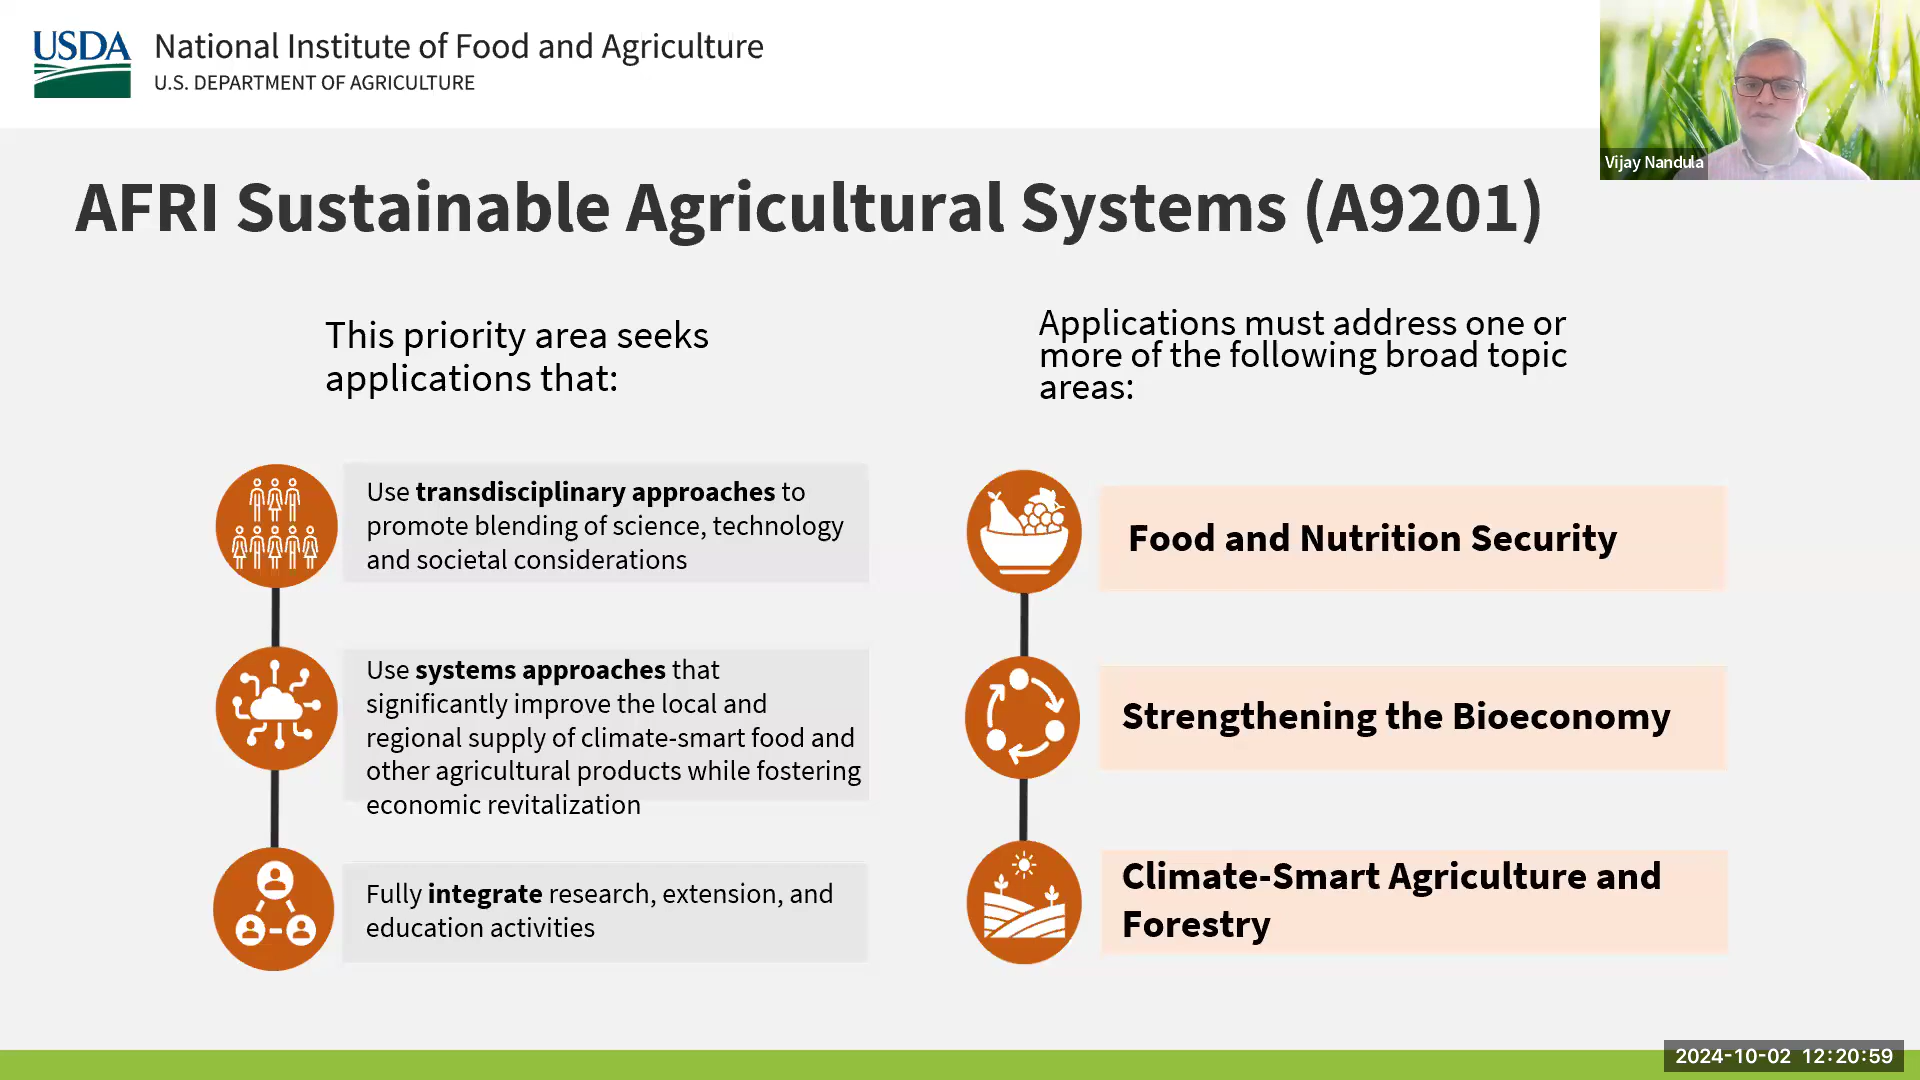 USDA
National Institute of Food and Agriculture
U.S. DEPARTMENT OF AGRICULTURE
Vijay Nandula
AFRI Sustainable Agricultural Systems (A9201)
This priority area seeks
applications that:
Use transdisciplinary approaches to
promote blending of science, technology
and societal considerations
Use systems approaches that
significantly improve the local and
regional supply of climate-smart food and
other agricultural products while fostering
economic revitalization
Fully integrate research, extension, and
education activities
Applications must address one or
more of the following broad topic
areas:
Food and Nutrition Security
Strengthening the Bioeconomy
Climate-Smart Agriculture and
Forestry
2024-10-02 12:20:59